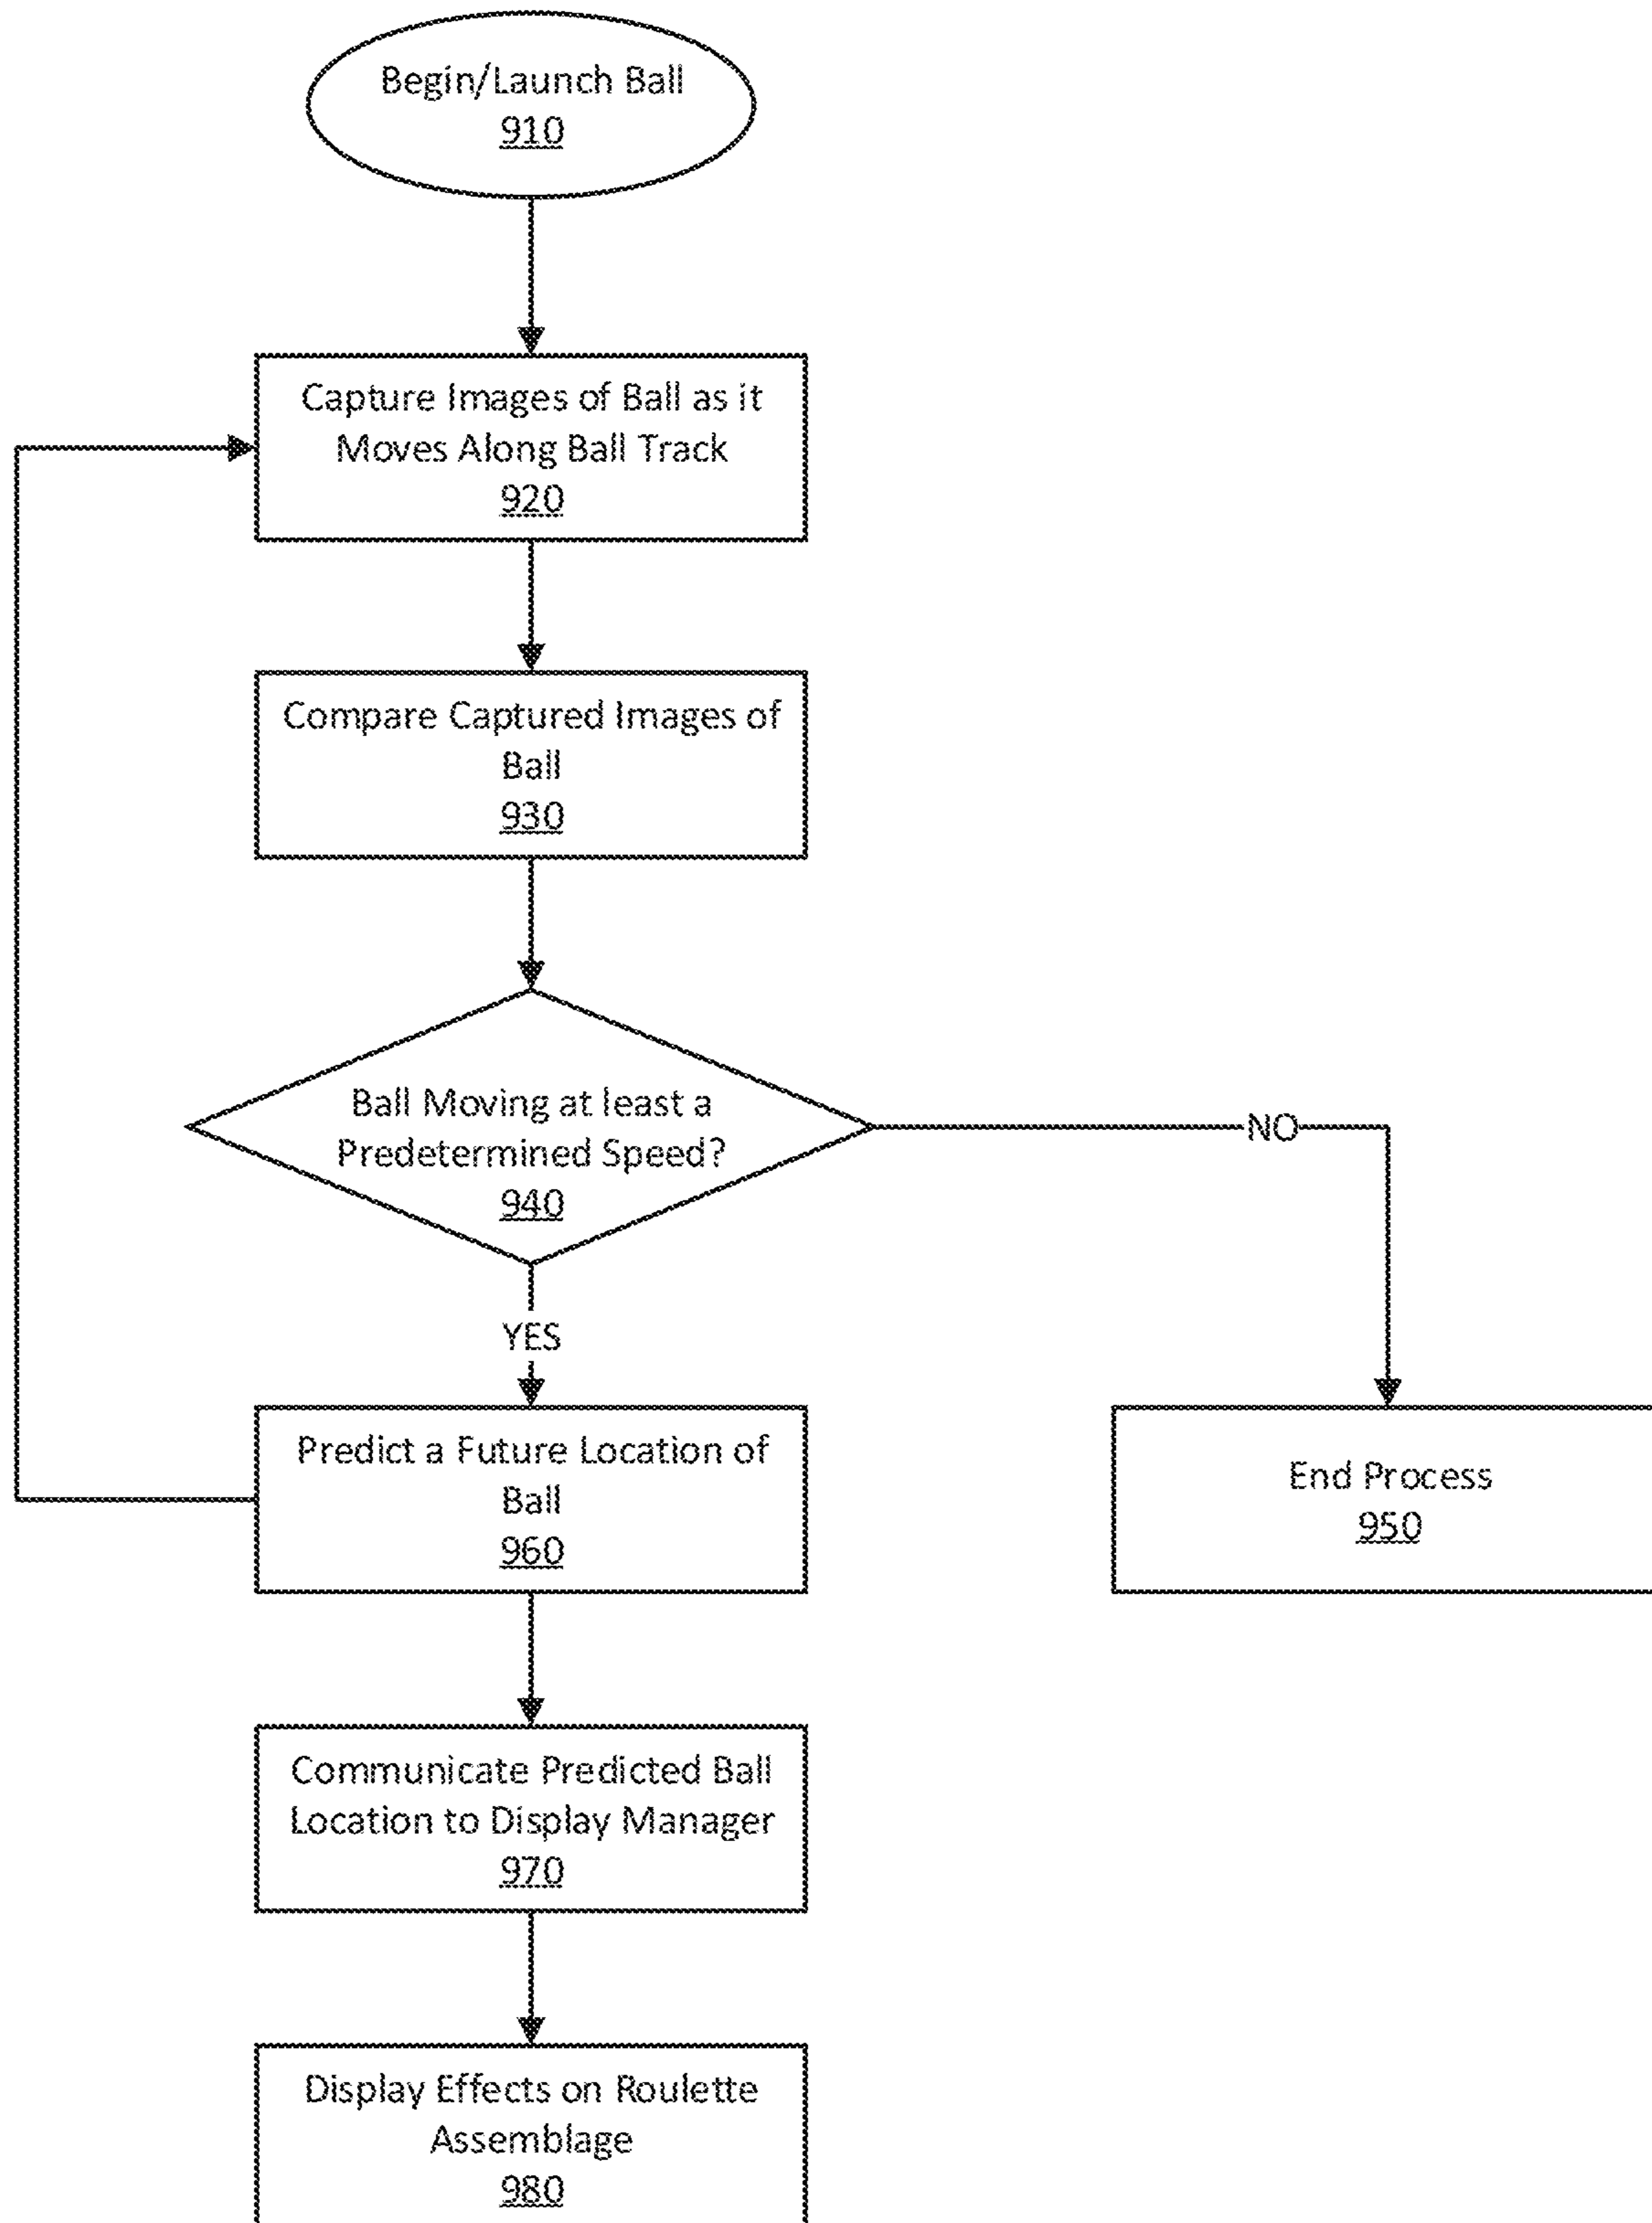 Begin/Launch Ball
910
Capture Images of Ball as it
Moves Along Ball Track
920
Compare Captured Images of
Ball
930
Ball Moving at least a
Predetermined Speed?
940
NO
YES
Predict a Future Location of
Ball
960
End Process
950
Communicate Predicted Ball
Location to Display Manager
970
Display Effects on Roulette
Assemblage
980